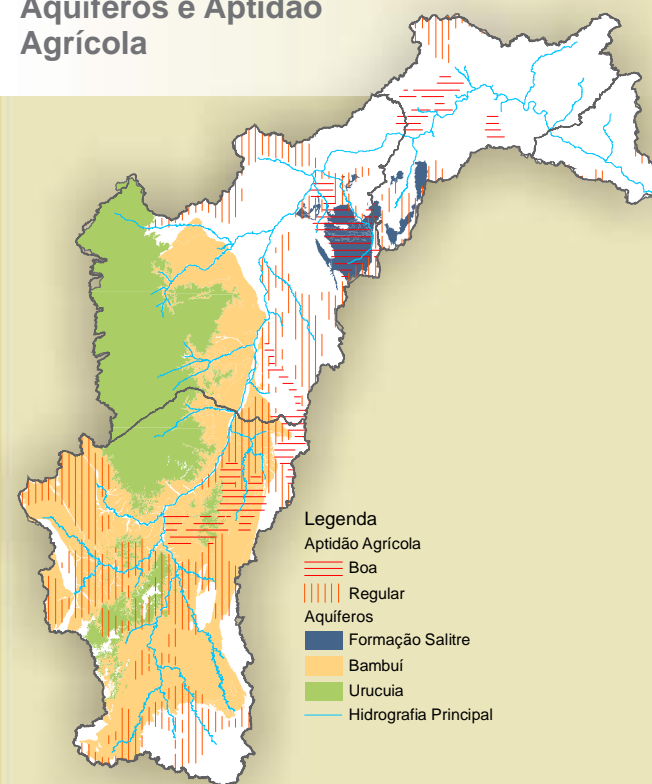 Aquíferos e Aptidão
Agrícola
Legenda
Aptidão Agrícola
Boa
Regular
Aquíferos
Formação Salitre
Bambuí
Urucuia
Hidrografia Principal